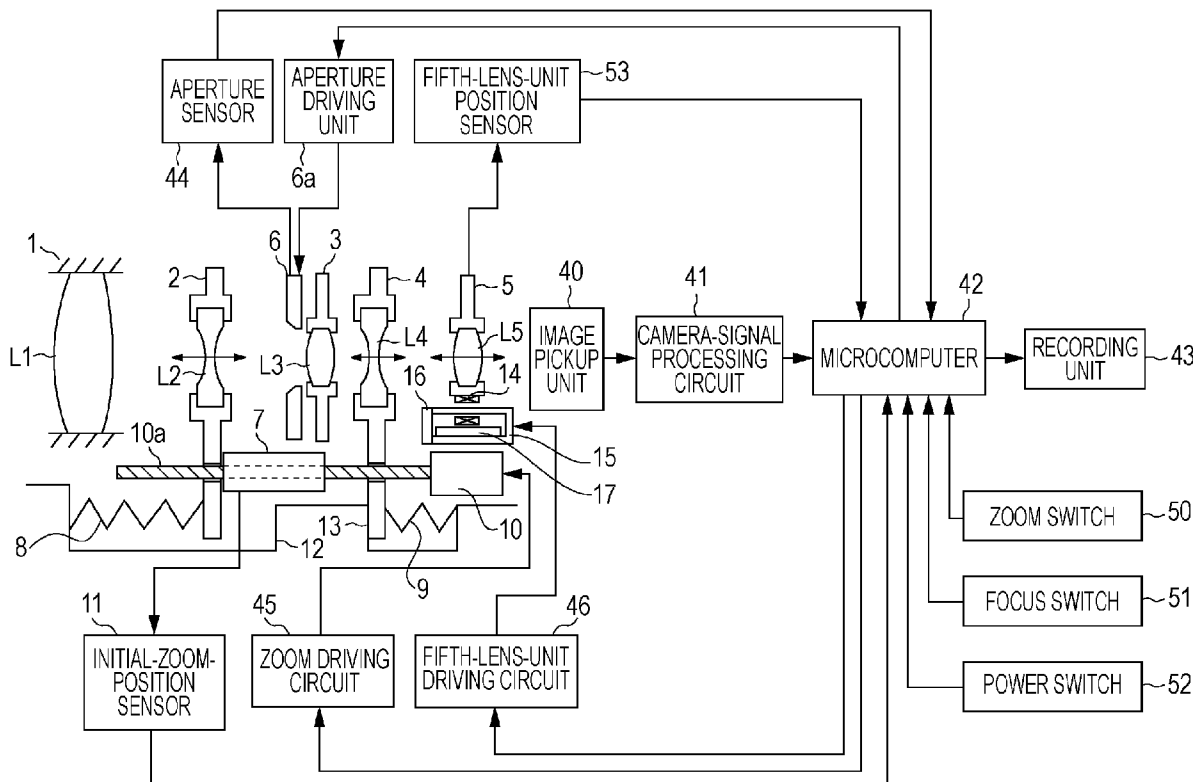 APERTURE
SENSOR
44
APERTURE
DRIVING
UNIT
6a
FIFTH-LENS-UNIT
POSITION
SENSOR
53
1
2
6
3
4
5
40
41
42
L1
L2
L3
L4
L5
14
16
IMAGE
PICKUP
UNIT
CAMERA-SIGNAL
PROCESSING
CIRCUIT
MICROCOMPUTER
RECORDING
UNIT
43
10a
7
15
17
8
12
13
9
10
ZOOM SWITCH
50
FOCUS SWITCH
51
POWER SWITCH
52
11
INITIAL-ZOOM-
POSITION
SENSOR
45
ZOOM DRIVING
CIRCUIT
46
FIFTH-LENS-UNIT
DRIVING CIRCUIT